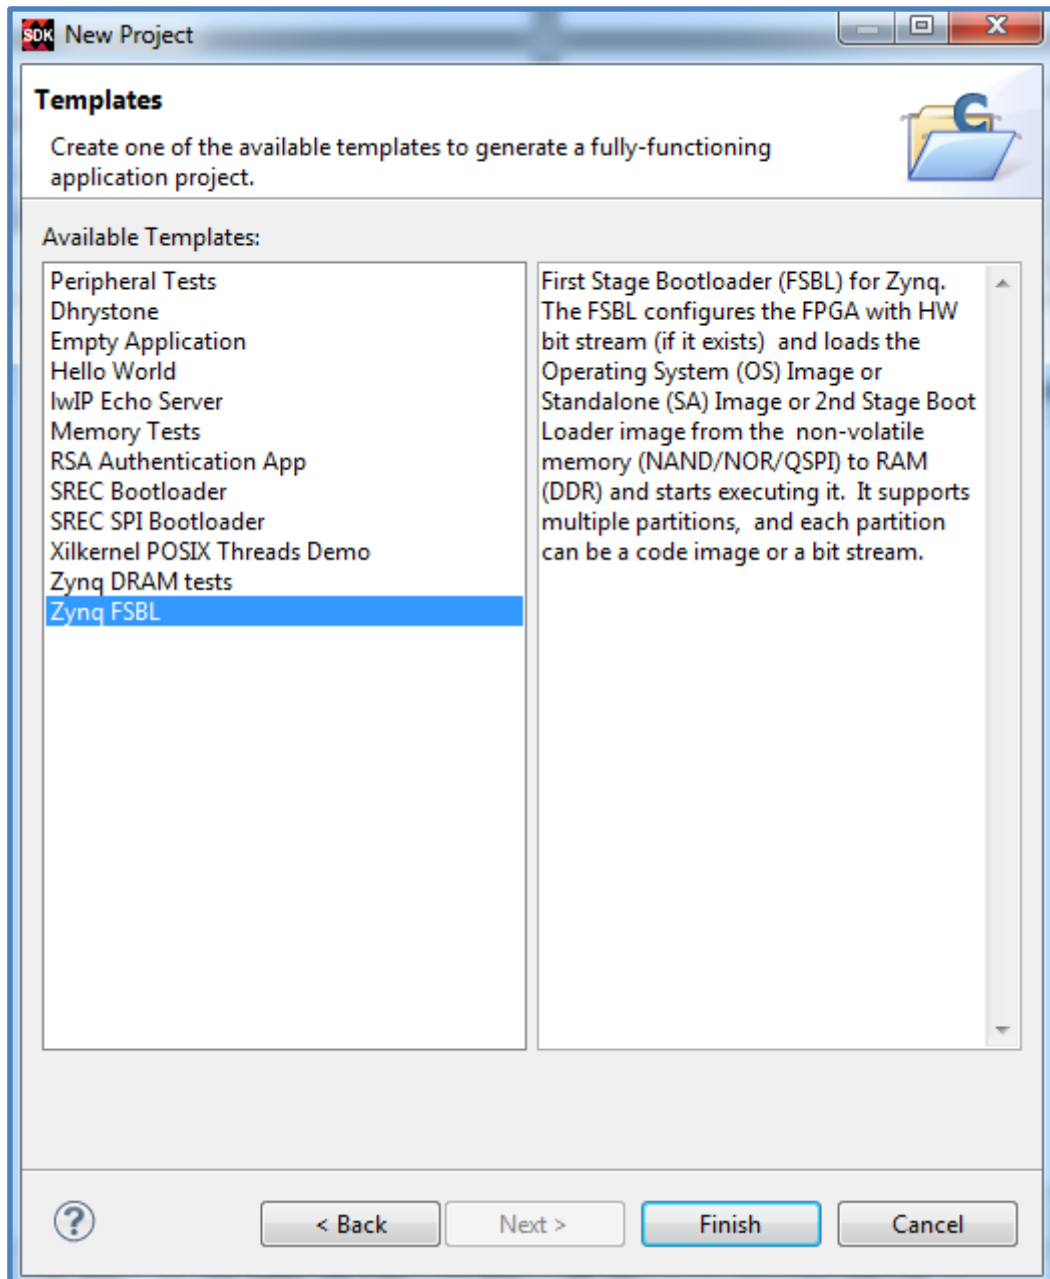 SDK New Project
Templates
Create one of the available templates to generate a fully-functioning
application project.
Available Templates:
Peripheral Tests
Dhrystone
Empty Application
Hello World
lwIP Echo Server
Memory Tests
RSA Authentication App
SREC Bootloader
SREC SPI Bootloader
Xilkernel POSIX Threads Demo
Zynq DRAM tests
Zynq FSBL
First Stage Bootloader (FSBL) for Zynq.
The FSBL configures the FPGA with HW
bit stream (if it exists)  and loads the
Operating System (OS) Image or
Standalone (SA) Image or 2nd Stage Boot
Loader image from the  non-volatile
memory (NAND/NOR/QSPI) to RAM
(DDR) and starts executing it.  It supports
multiple partitions,  and each partition
can be a code image or a bit stream.
< Back
Next >
Finish
Cancel